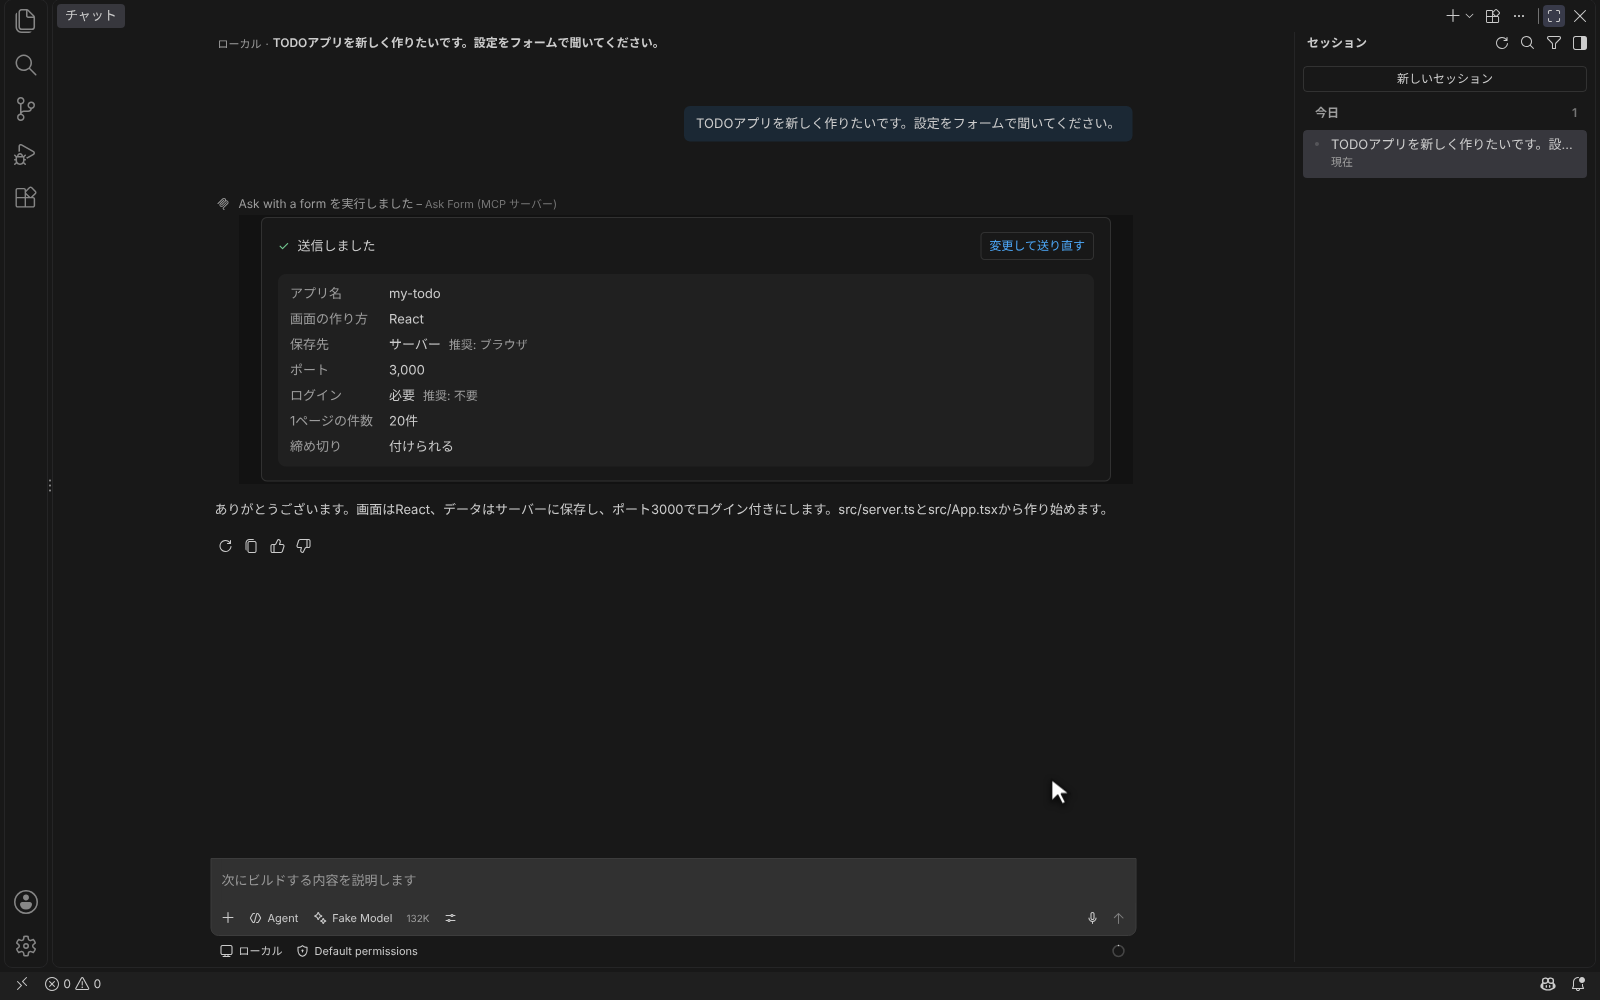 チャット
ローカル · TODOアプリを新しく作りたいです。設定をフォームで聞いてください。
TODOアプリを新しく作りたいです。設定をフォームで聞いてください。
Ask with a form を実行しました – Ask Form (MCP サーバー)
送信しました
変更して送り直す
アプリ名 my-todo
画面の作り方 React
保存先 サーバー 推奨: ブラウザ
ポート 3,000
ログイン 必要 推奨: 不要
1ページの件数 20件
締め切り 付けられる
ありがとうございます。画面はReact、データはサーバーに保存し、ポート3000でログイン付きにします。src/server.tsとsrc/App.tsxから作り始めます。
次にビルドする内容を説明します
Agent Fake Model 132K
ローカル Default permissions
セッション
新しいセッション
今日 1
TODOアプリを新しく作りたいです。設...
現在
0 0